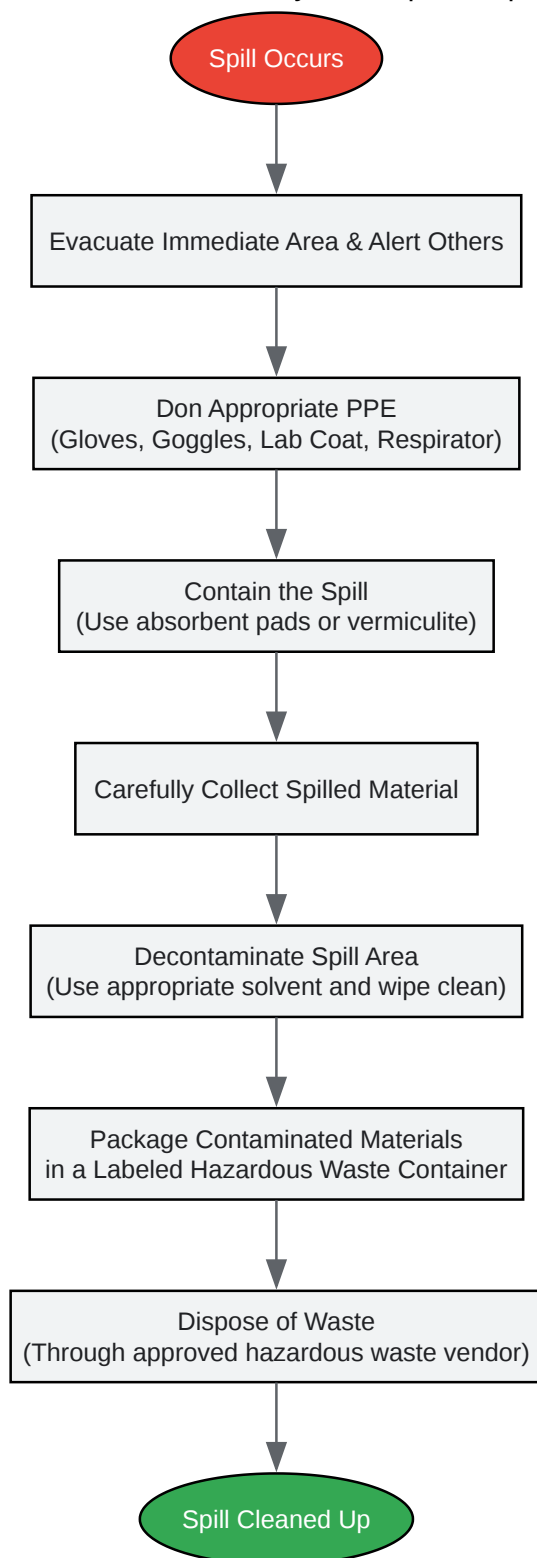 Spill Occurs
Evacuate Immediate Area & Alert Others
Don Appropriate PPE
(Gloves, Goggles, Lab Coat, Respirator)
Contain the Spill
(Use absorbent pads or vermiculite)
Carefully Collect Spilled Material
Decontaminate Spill Area
(Use appropriate solvent and wipe clean)
Package Contaminated Materials
in a Labeled Hazardous Waste Container
Dispose of Waste
(Through approved hazardous waste vendor)
Spill Cleaned Up